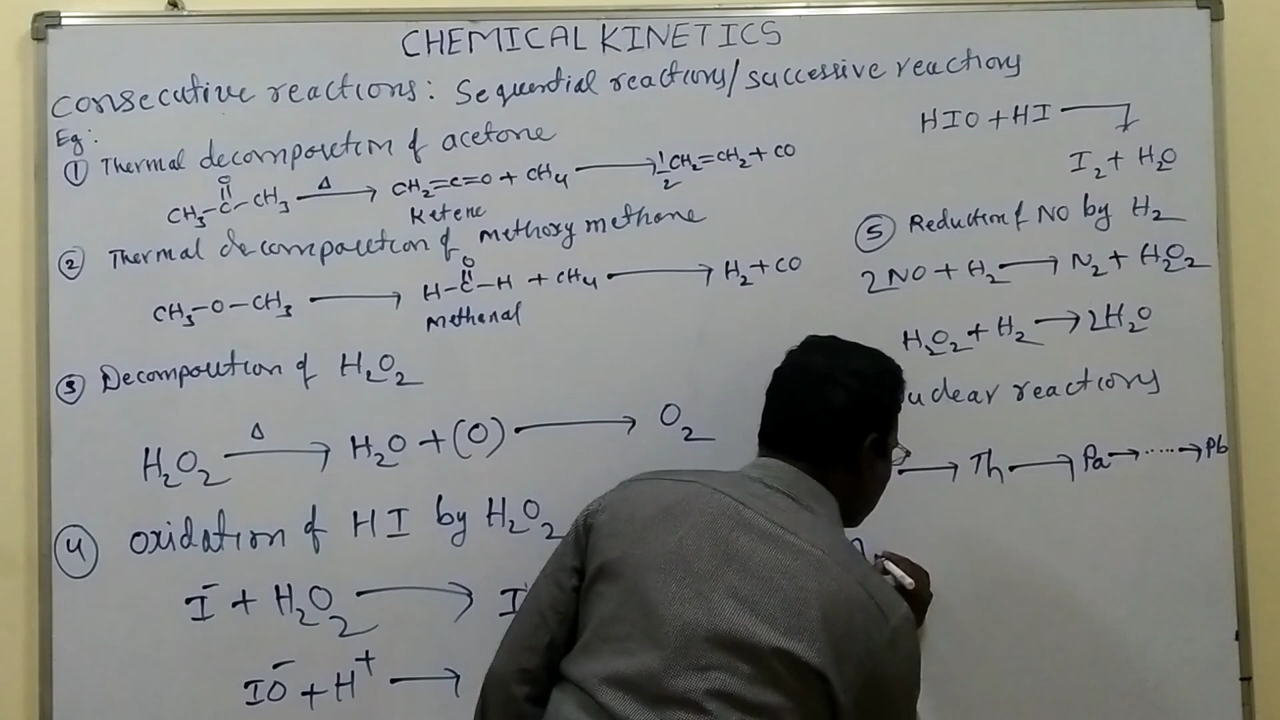 CHEMICAL KINETICS
Consecutive reactions: Sequential reactions/successive reactions
Eg:
① Thermal decomposition of acetone
O
||
CH₃-C-CH₃ —Δ→ CH₂=C=O + CH₄ → ½CH₂=CH₂ + CO
Ketene
② Thermal decomposition of methoxy methane
O
||
CH₃-O-CH₃ → H-C-H + CH₄ → H₂ + CO
Methanal
③ Decomposition of H₂O₂
H₂O₂ —Δ→ H₂O + (O) → O₂
④ oxidation of HI by H₂O₂
I⁻ + H₂O₂ → I
IO⁻ + H⁺ →
HIO + HI →
I₂ + H₂O
⑤ Reduction of NO by H₂
2NO + H₂ → N₂ + H₂O₂
H₂O₂ + H₂ → 2H₂O
uclear reactions
→ Th → Pa → ..... → Pb